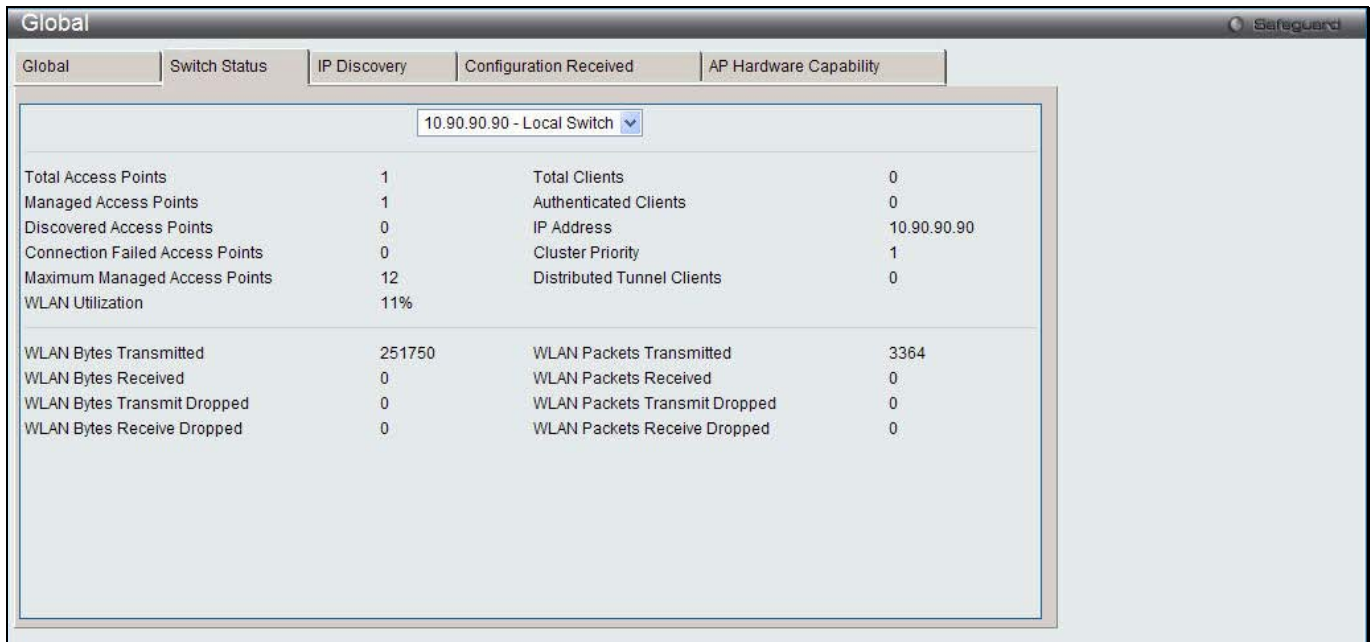 Global
Safeguard
Global Switch Status IP Discovery Configuration Received AP Hardware Capability
10.90.90.90 - Local Switch
Total Access Points 1 Total Clients 0
Managed Access Points 1 Authenticated Clients 0
Discovered Access Points 0 IP Address 10.90.90.90
Connection Failed Access Points 0 Cluster Priority 1
Maximum Managed Access Points 12 Distributed Tunnel Clients 0
WLAN Utilization 11%
WLAN Bytes Transmitted 251750 WLAN Packets Transmitted 3364
WLAN Bytes Received 0 WLAN Packets Received 0
WLAN Bytes Transmit Dropped 0 WLAN Packets Transmit Dropped 0
WLAN Bytes Receive Dropped 0 WLAN Packets Receive Dropped 0